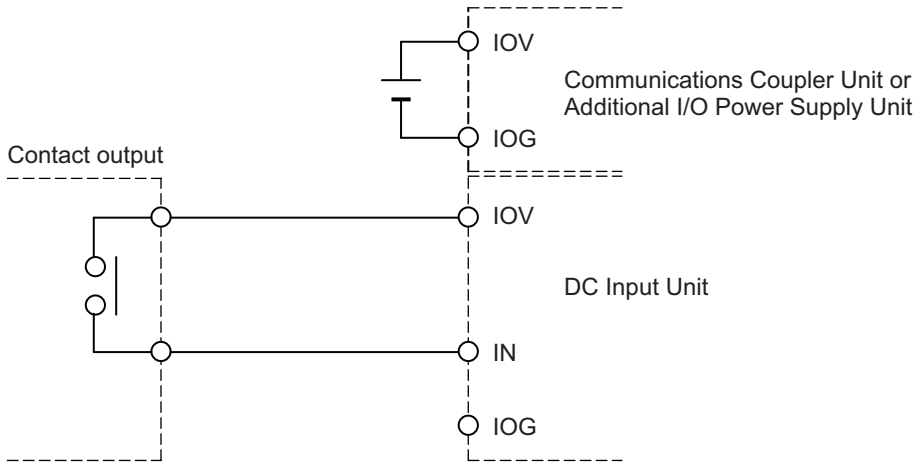 IOV
Communications Coupler Unit or
Additional I/O Power Supply Unit
IOG
Contact output
IOV
DC Input Unit
IN
IOG